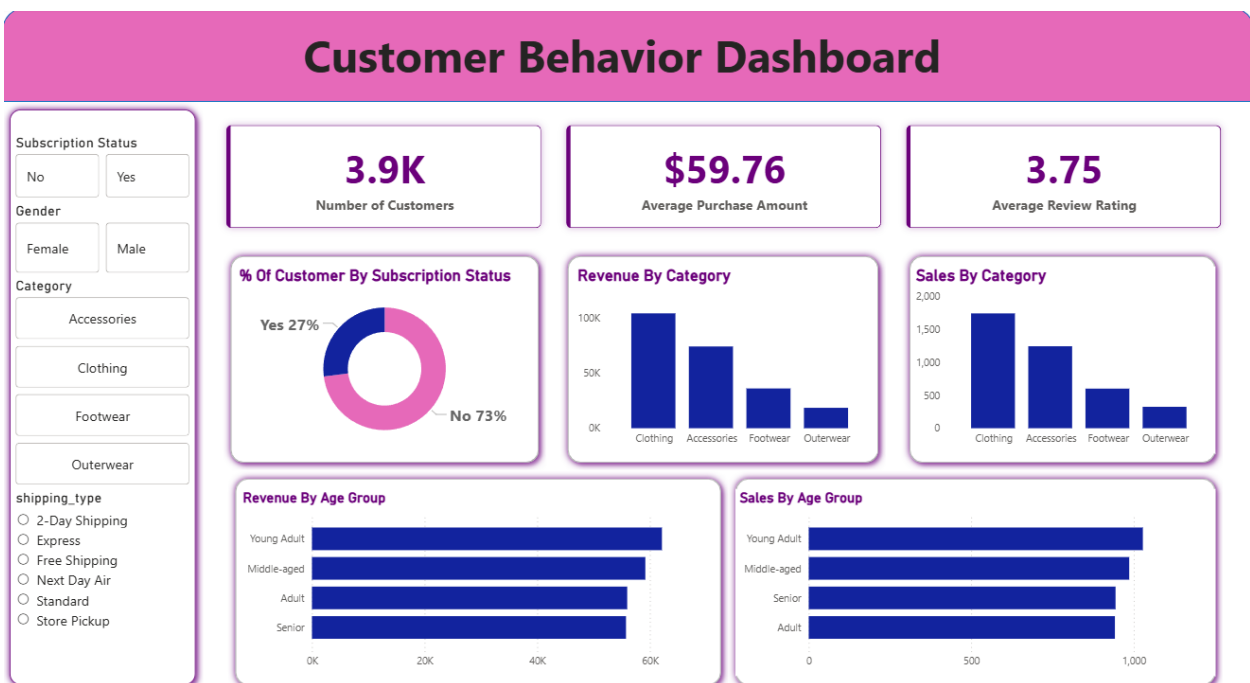 Customer Behavior Dashboard
Subscription Status
No Yes
Gender
Female Male
Category
Accessories
Clothing
Footwear
Outerwear
shipping_type
2-Day Shipping
Express
Free Shipping
Next Day Air
Standard
Store Pickup
3.9K
Number of Customers
$59.76
Average Purchase Amount
3.75
Average Review Rating
% Of Customer By Subscription Status
Yes 27%
No 73%
Revenue By Category
100K
50K
0K
Clothing Accessories Footwear Outerwear
Sales By Category
2,000
1,500
1,000
500
0
Clothing Accessories Footwear Outerwear
Revenue By Age Group
Young Adult
Middle-aged
Adult
Senior
0K 20K 40K 60K
Sales By Age Group
Young Adult
Middle-aged
Senior
Adult
0 500 1,000